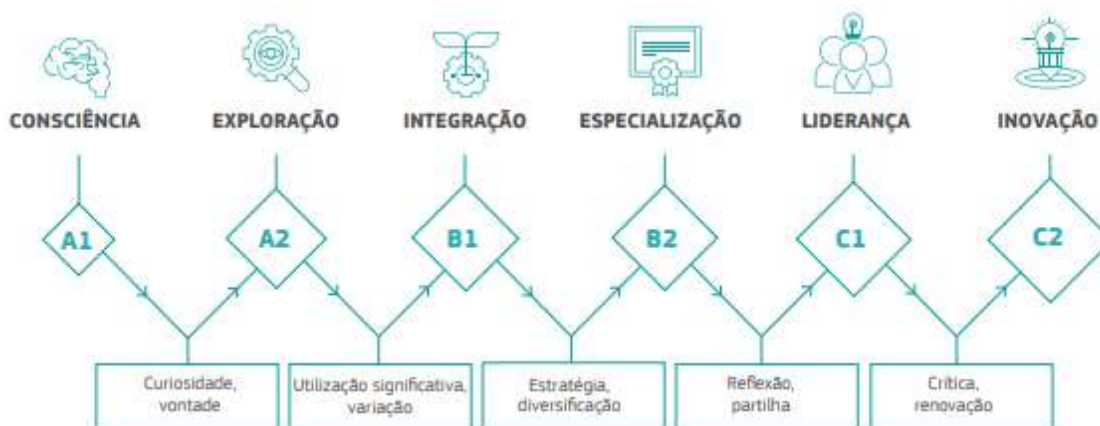 CONSCIÊNCIA
EXPLORAÇÃO
INTEGRAÇÃO
ESPECIALIZAÇÃO
LIDERANÇA
INOVAÇÃO
A1
A2
B1
B2
C1
C2
Curiosidade,
vontade
Utilização significativa,
variação
Estratégia,
diversificação
Reflexão,
partilha
Crítica,
renovação